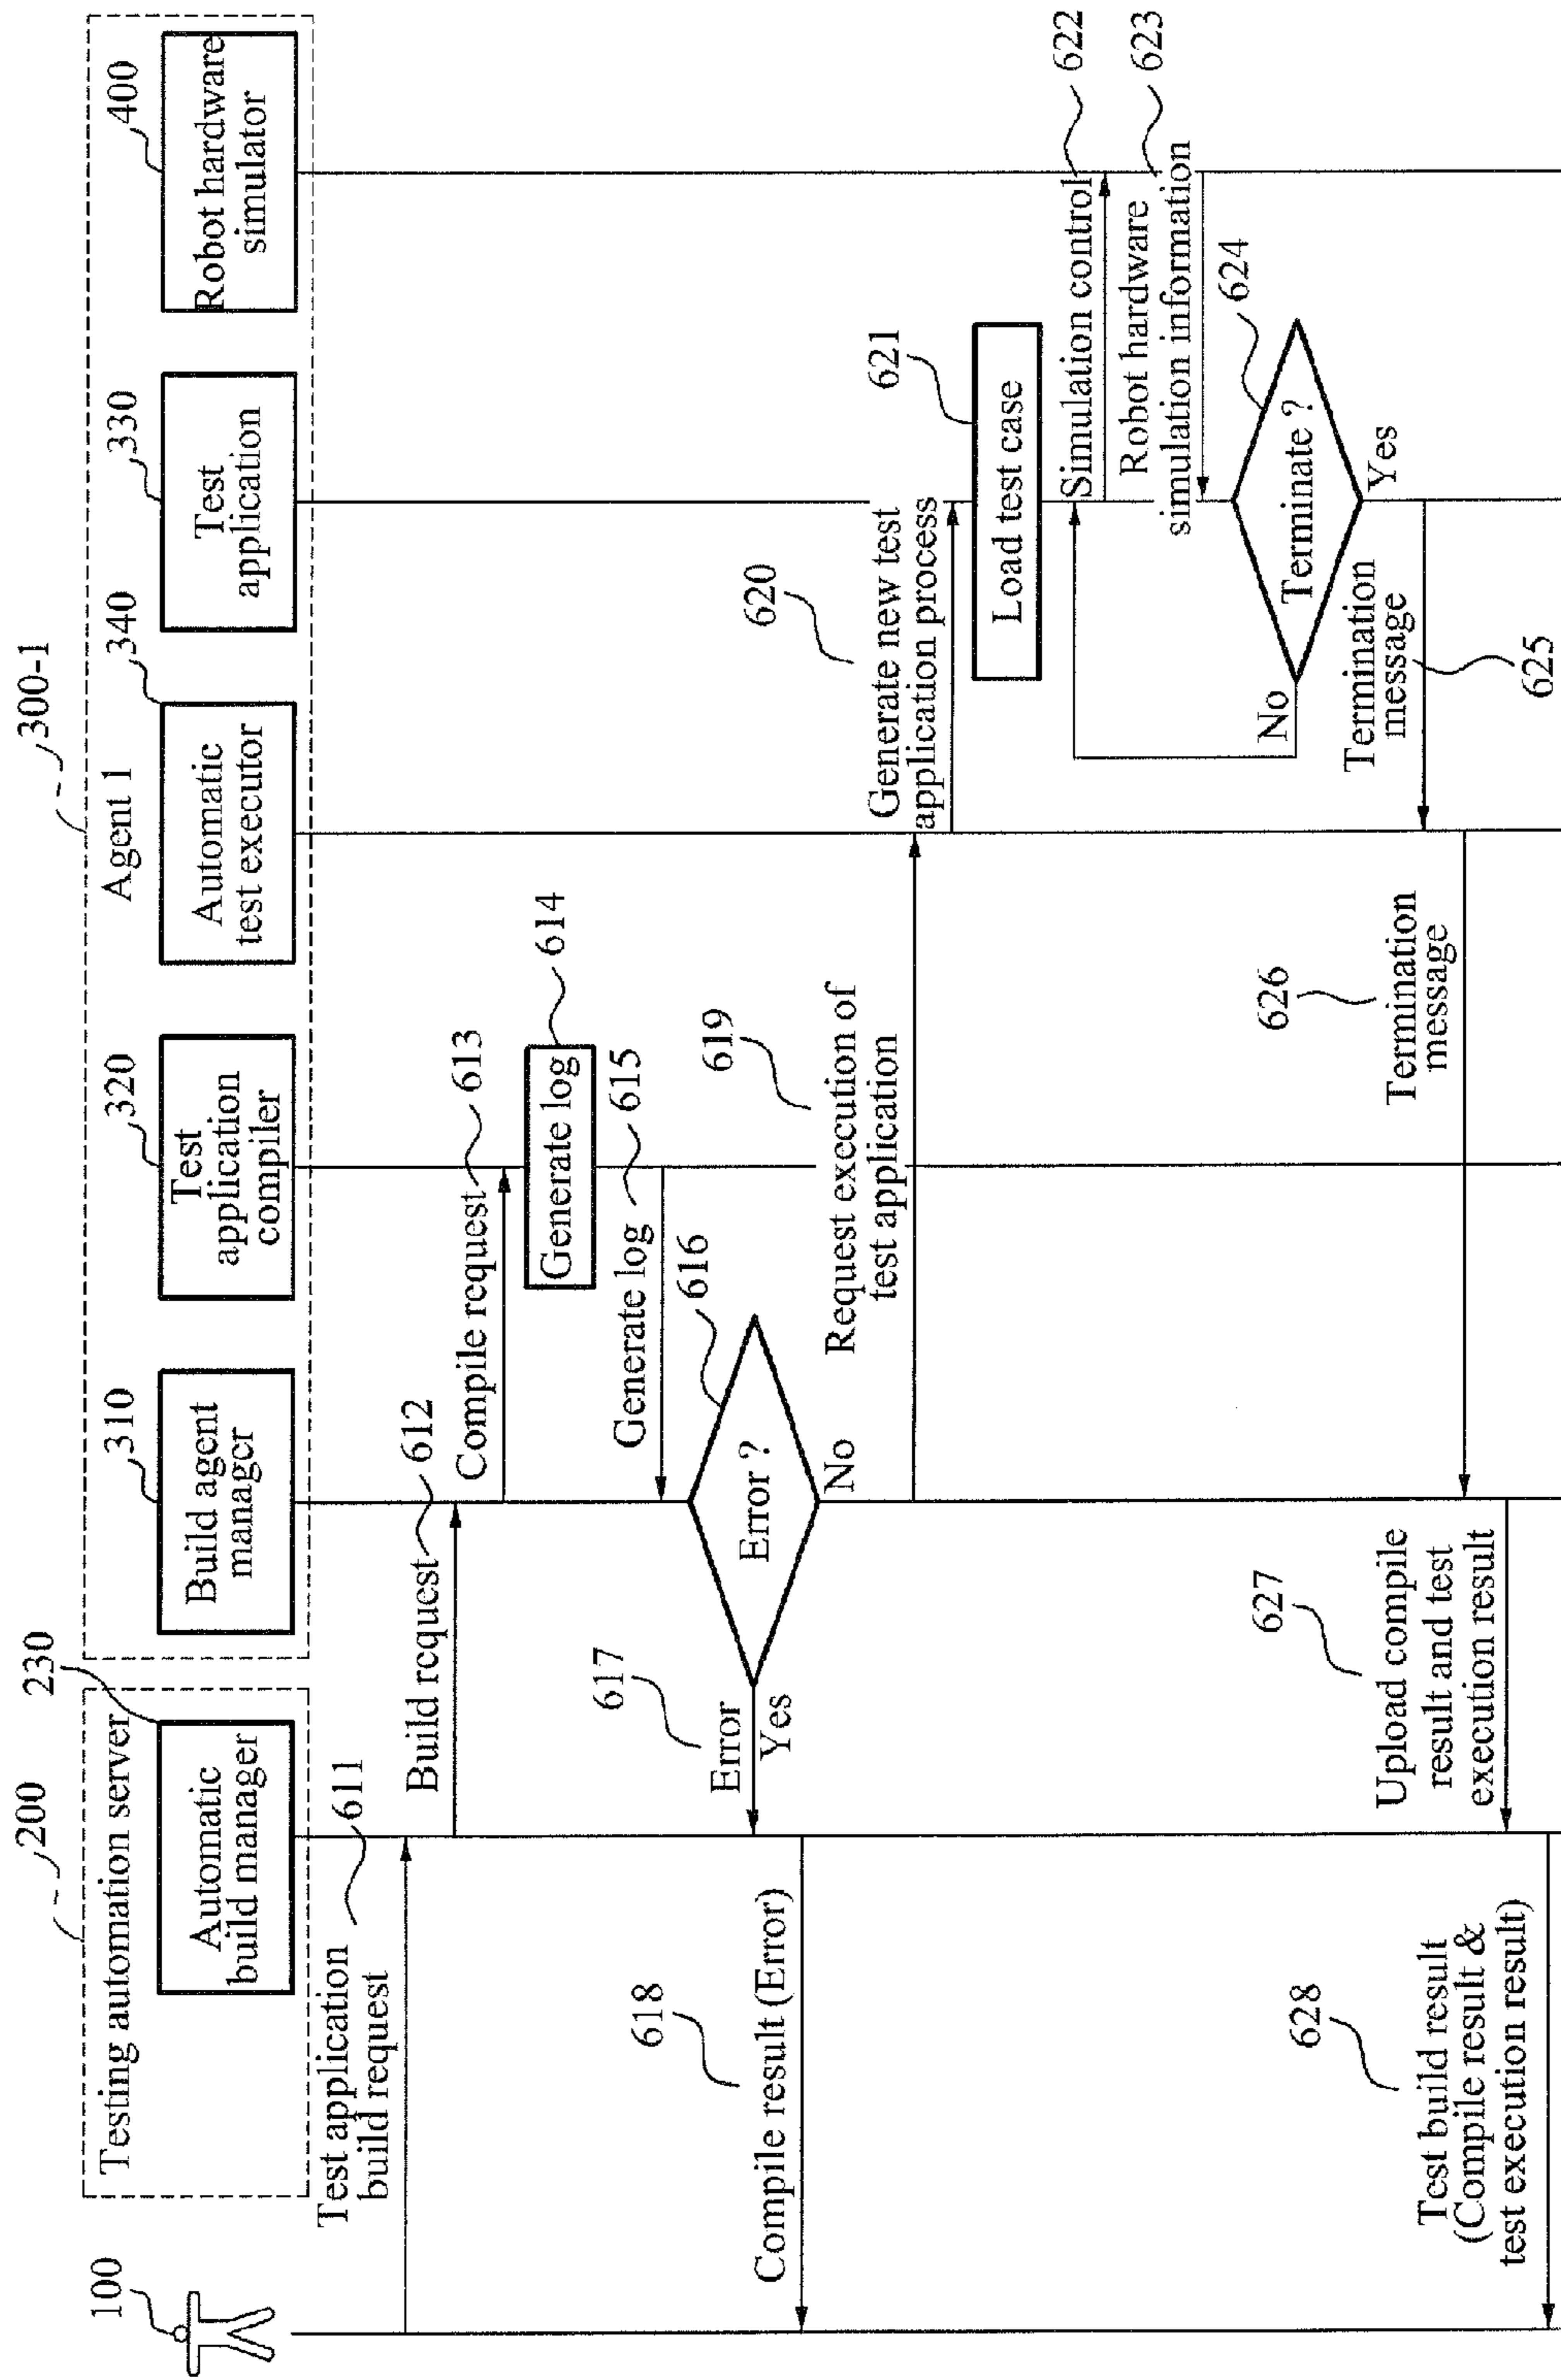 300-1
200
Testing automation server
Agent 1
100
230
310
320
340
330
400
Automatic
build manager
Build agent
manager
Test
application
compiler
Automatic
test executor
Test
application
Robot hardware
simulator
Test application
build request
611
Build request
612
Compile request
613
Generate log
614
Generate log
615
616
Error ?
617
Error
Yes
No
618
Compile result (Error)
619
Request execution of
test application
620
Generate new test
application process
621
Load test case
Simulation control
622
Robot hardware
simulation information
623
624
Terminate ?
No
Yes
Termination
message
625
626
Termination
message
627
Upload compile
result and test
execution result
628
Test build result
(Compile result &
test execution result)